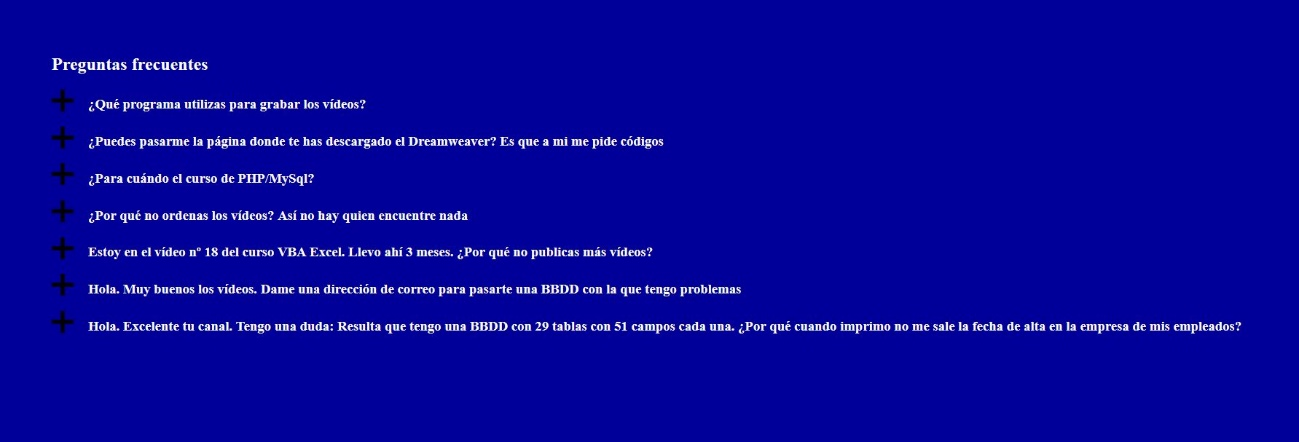 Preguntas frecuentes
¿Qué programa utilizas para grabar los vídeos?
¿Puedes pasarme la página donde te has descargado el Dreamweaver? Es que a mi me pide códigos
¿Para cuándo el curso de PHP/MySql?
¿Por qué no ordenas los vídeos? Así no hay quien encuentre nada
Estoy en el vídeo nº 18 del curso VBA Excel. Llevo ahí 3 meses. ¿Por qué no publicas más vídeos?
Hola. Muy buenos los vídeos. Dame una dirección de correo para pasarte una BBDD con la que tengo problemas
Hola. Excelente tu canal. Tengo una duda: Resulta que tengo una BBDD con 29 tablas con 51 campos cada una. ¿Por qué cuando imprimo no me sale la fecha de alta en la empresa de mis empleados?